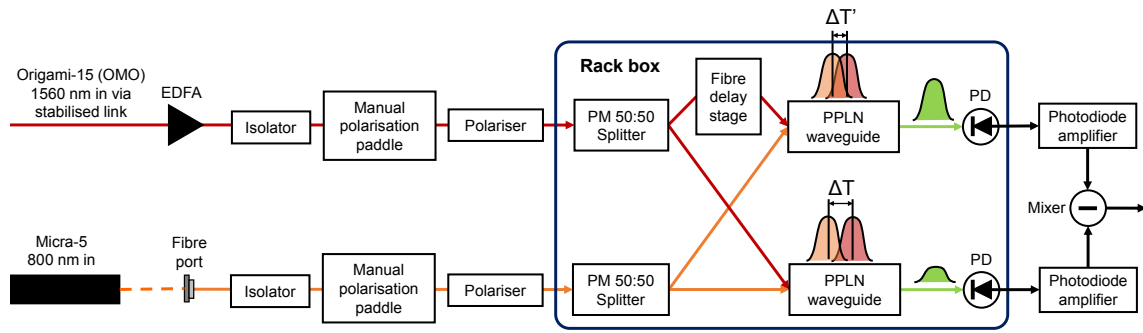 Origami-15 (OMO)
1560 nm in via
stabilised link
EDFA
Isolator
Manual
polarisation
paddle
Polariser
Rack box
PM 50:50
Splitter
Fibre
delay
stage
ΔT’
PPLN
waveguide
PD
Photodiode
amplifier
Mixer
Micra-5
800 nm in
Fibre
port
Isolator
Manual
polarisation
paddle
Polariser
PM 50:50
Splitter
ΔT
PPLN
waveguide
PD
Photodiode
amplifier